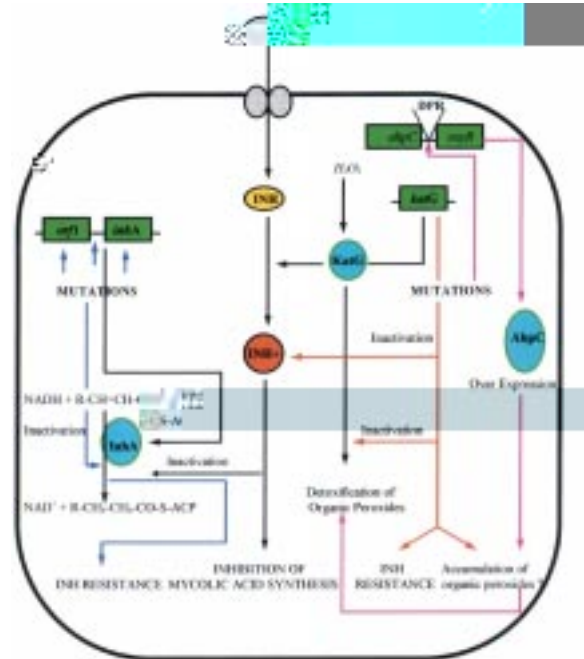 DPR
ahpC
oxyR
H₂O₂
INH
katG
orf1
inhA
KatG
MUTATIONS
MUTATIONS
AhpC
Inactivation
INH+
Over Expression
NADH + R-CH=CH-
Inactivation
InhA
Inactivation
Inactivation
Detoxification of
Organic Peroxides
NAD⁺ + R-CH₂-CH₂-CO-S-ACP
INHIBITION OF
MYCOLIC ACID SYNTHESIS
INH RESISTANCE
INH
RESISTANCE
Accumulation of
organic peroxides ?